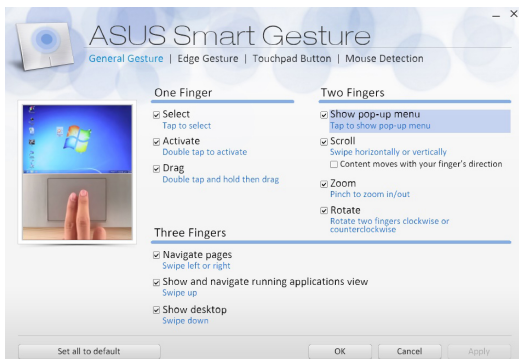 ASUS Smart Gesture
General Gesture | Edge Gesture | Touchpad Button | Mouse Detection
One Finger
Select
Tap to select
Activate
Double tap to activate
Drag
Double tap and hold then drag
Two Fingers
Show pop-up menu
Tap to show pop-up menu
Scroll
Swipe horizontally or vertically
Content moves with your finger's direction
Zoom
Pinch to zoom in/out
Rotate
Rotate two fingers clockwise or
counterclockwise
Three Fingers
Navigate pages
Swipe left or right
Show and navigate running applications view
Swipe up
Show desktop
Swipe down
Set all to default
OK
Cancel
Apply